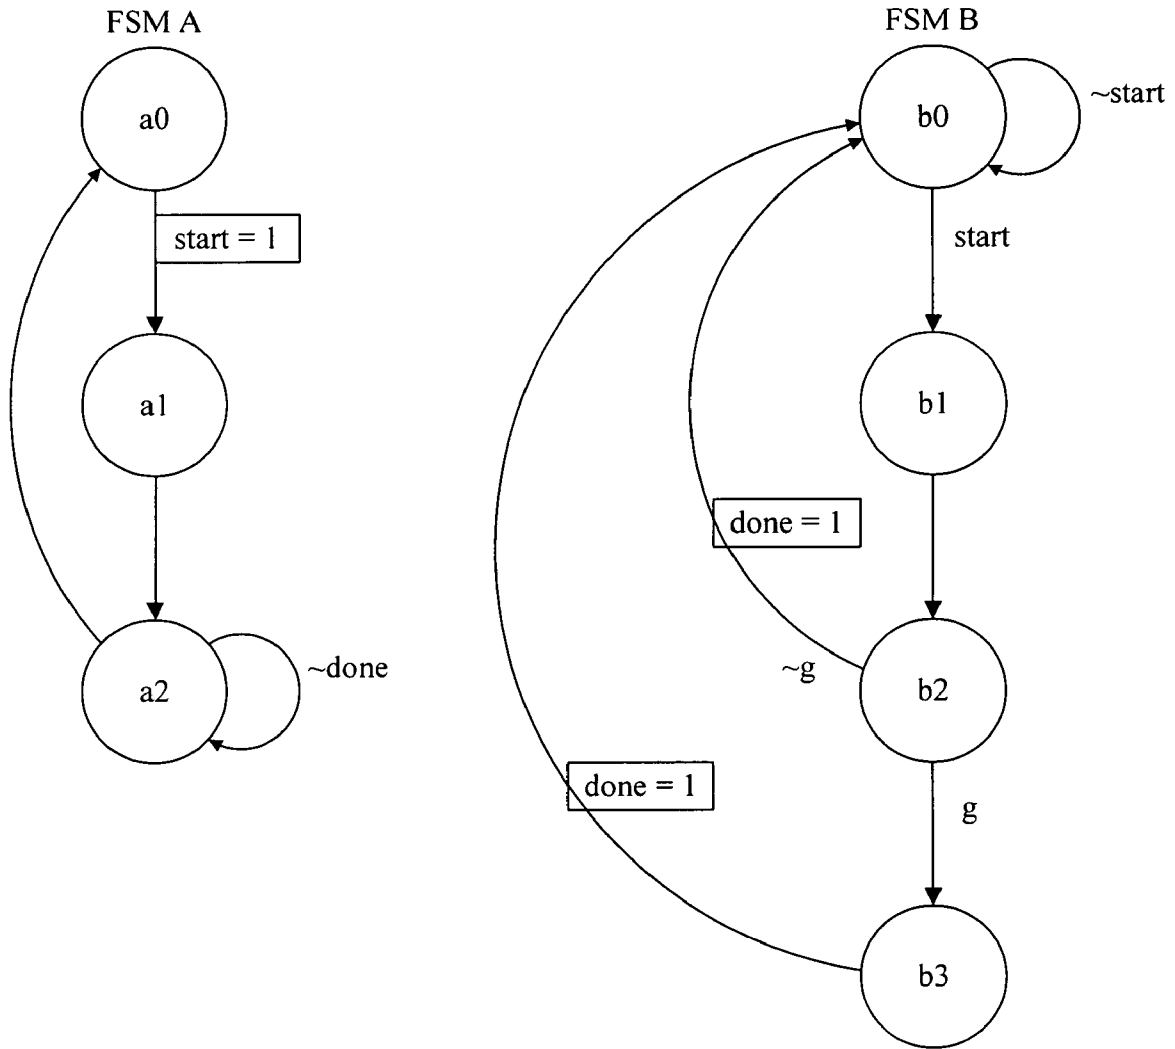 FSM A
a0
start = 1
a1
a2
~done
FSM B
b0
~start
start
b1
done = 1
b2
~g
g
done = 1
b3